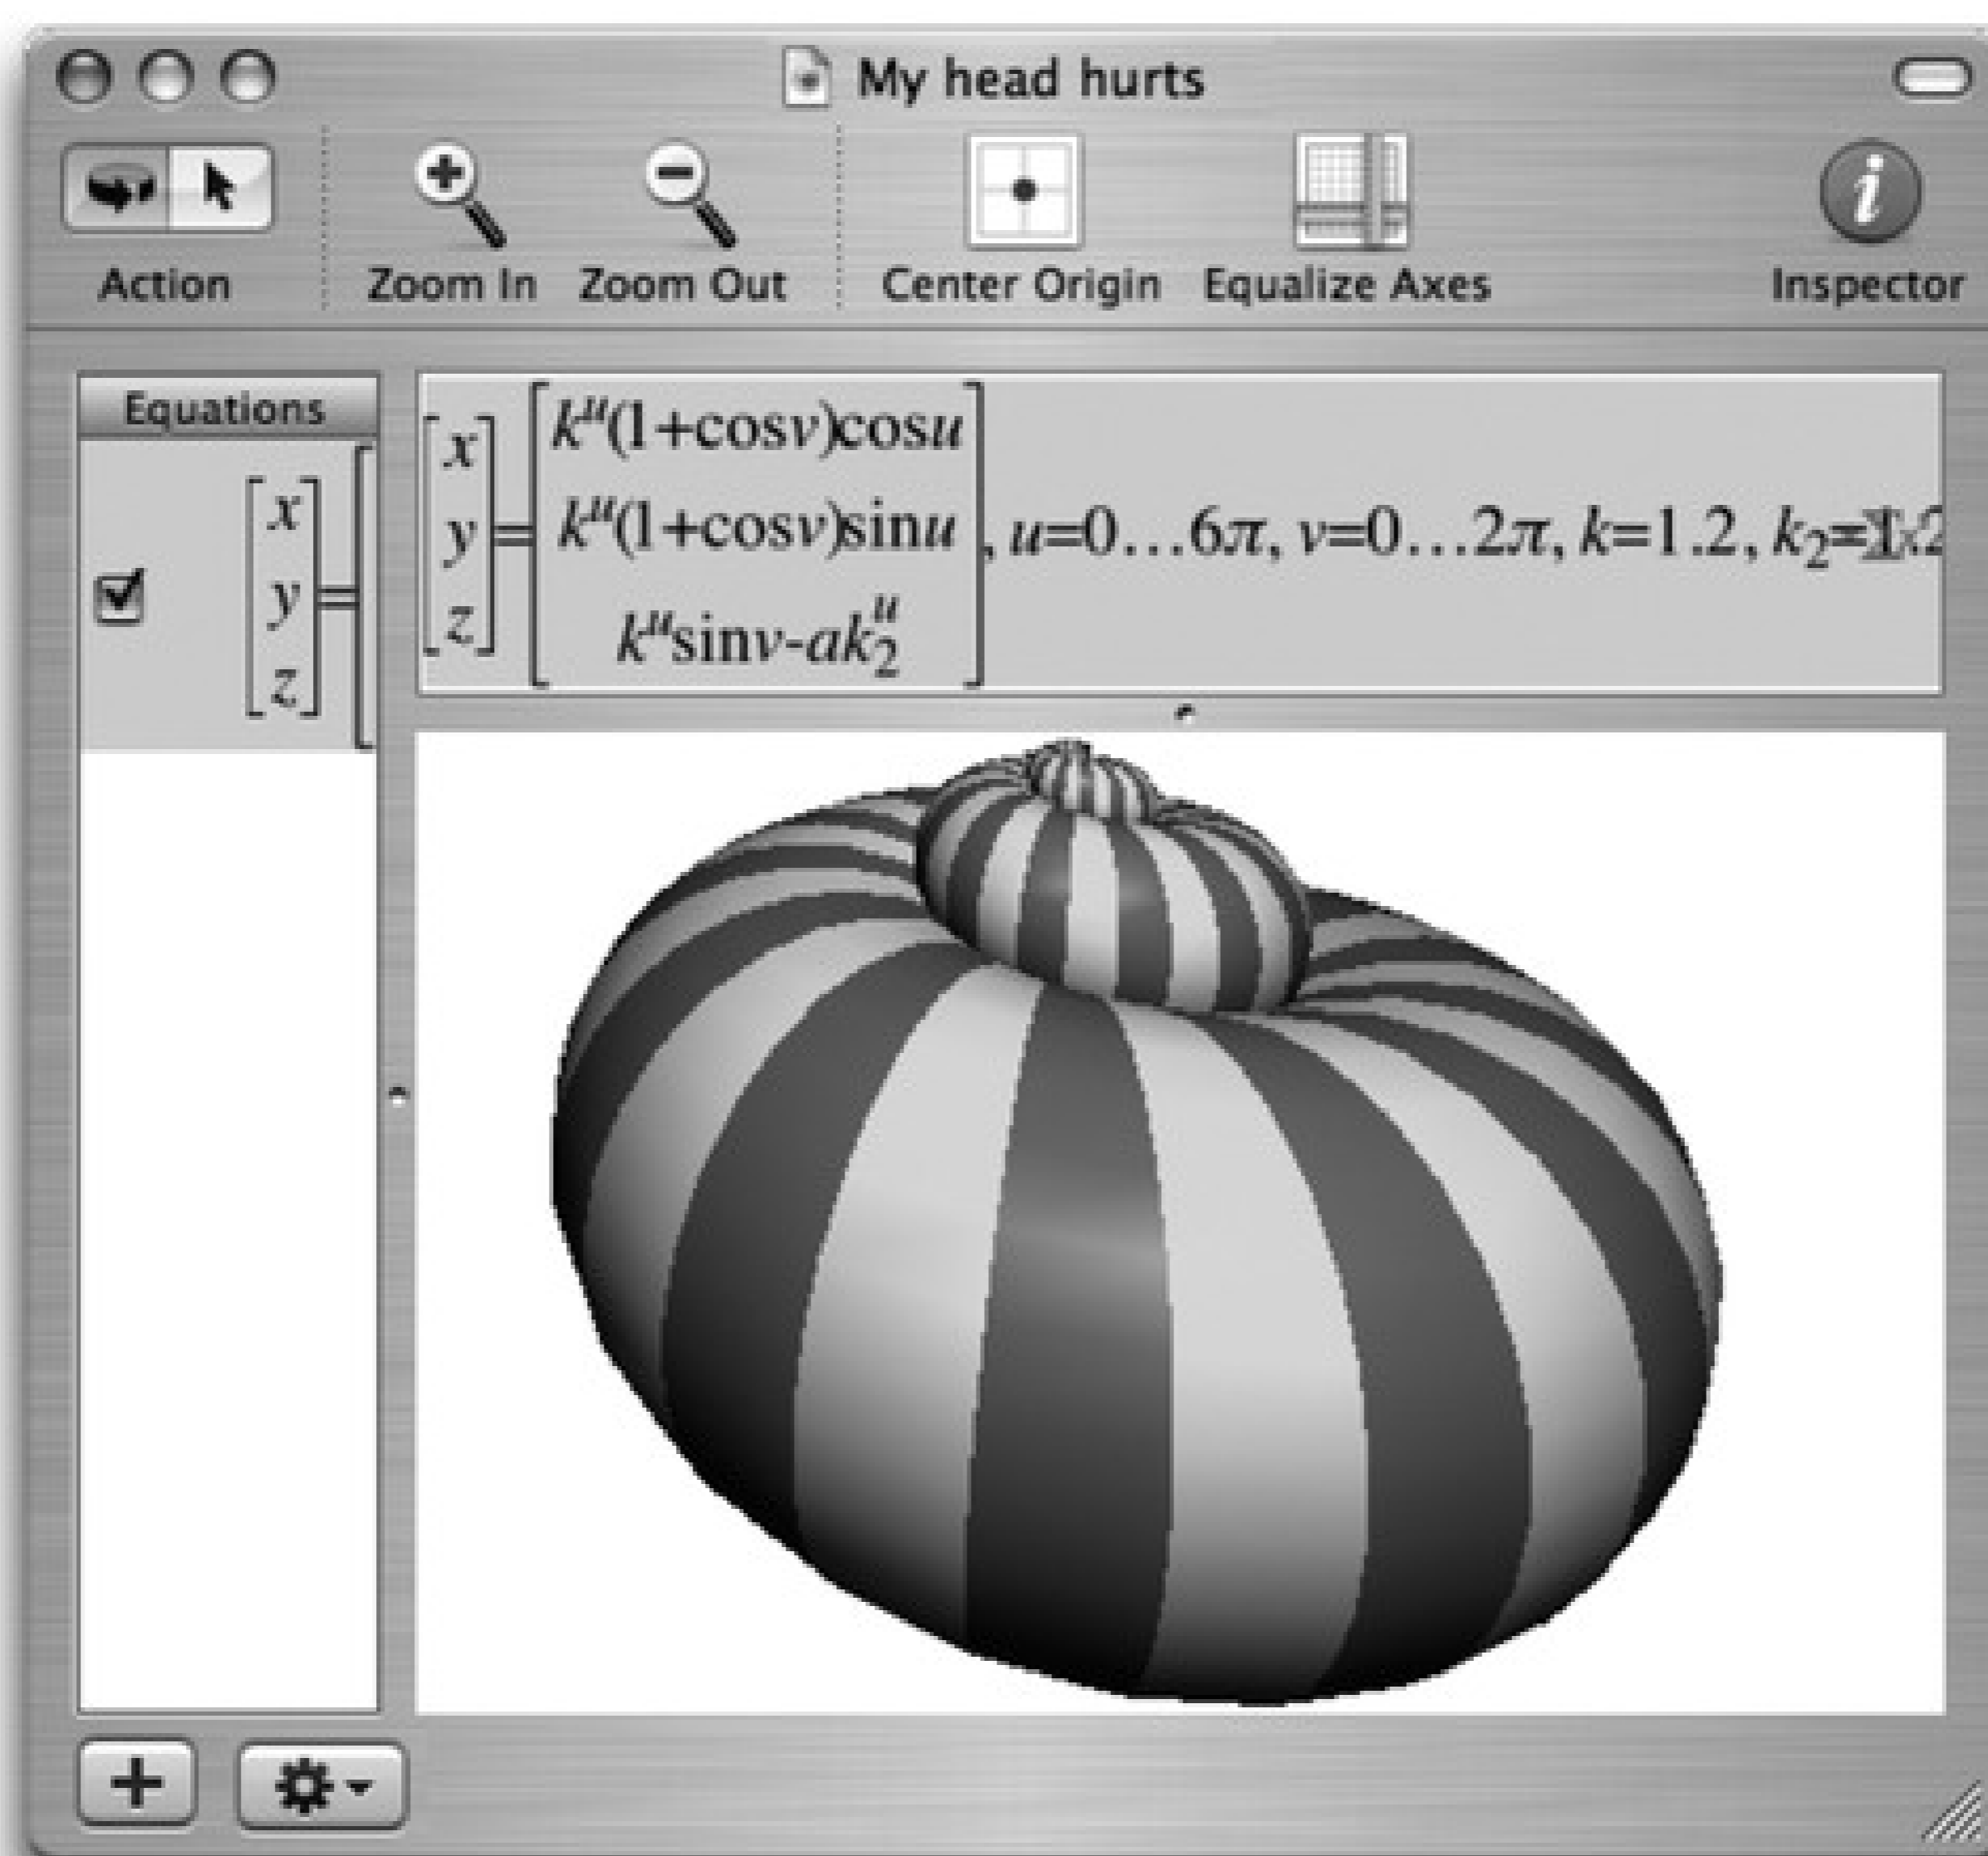 My head hurts
Action Zoom In Zoom Out Center Origin Equalize Axes Inspector
Equations
x
y =
z
x
y =
z
k^u(1+cosv)cosu
k^u(1+cosv)sinu
k^u sinv-ak_2^u
, u=0…6π, v=0…2π, k=1.2, k_2=